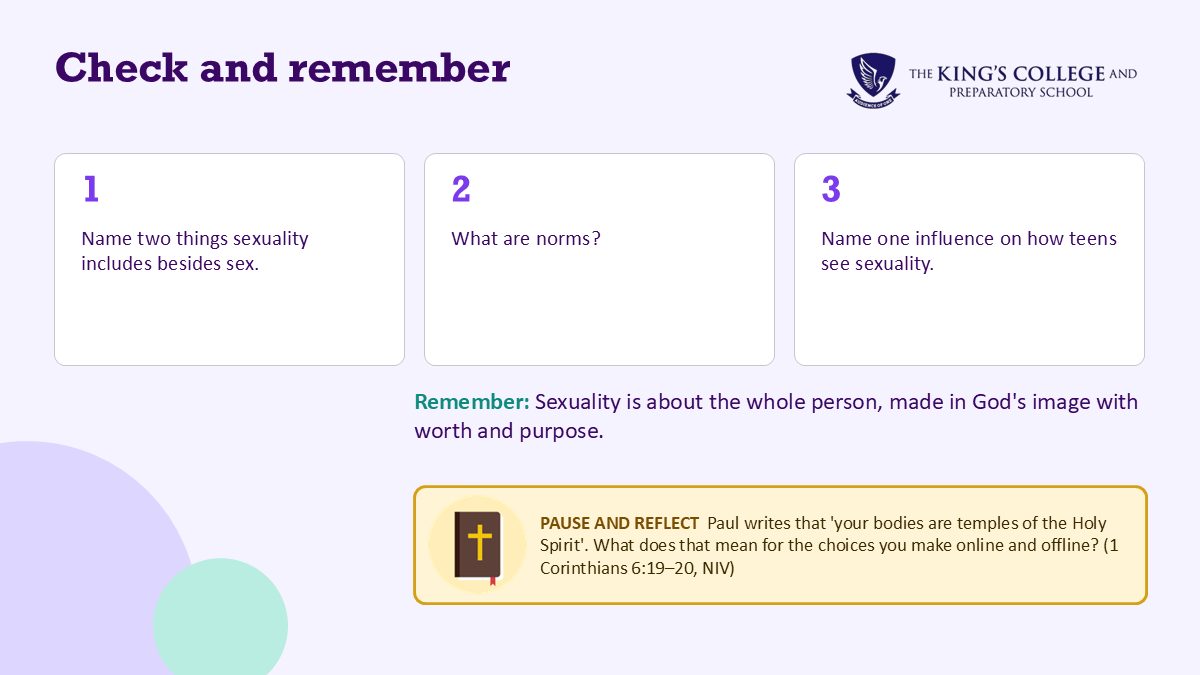 Check and remember
THE KING'S COLLEGE AND
PREPARATORY SCHOOL
AUDIENCE OF ONE
1
Name two things sexuality
includes besides sex.
2
What are norms?
3
Name one influence on how teens
see sexuality.
Remember: Sexuality is about the whole person, made in God's image with
worth and purpose.
PAUSE AND REFLECT Paul writes that 'your bodies are temples of the Holy
Spirit'. What does that mean for the choices you make online and offline? (1
Corinthians 6:19–20, NIV)